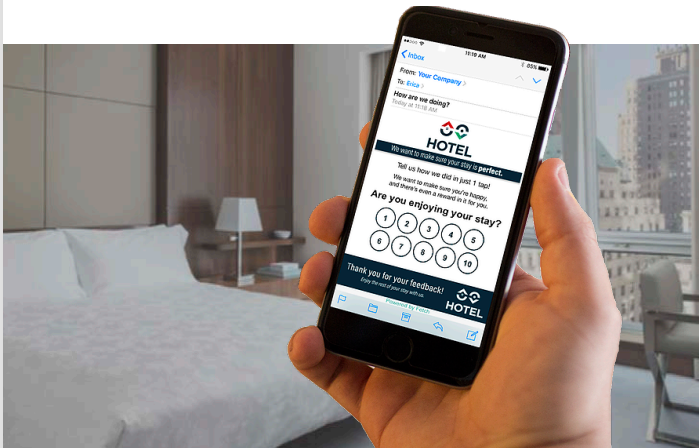 11:19 AM
85%
Inbox
From: Your Company
To: Erica
How are we doing?
Today at 11:18 AM
HOTEL
We want to make sure your stay is perfect.
Tell us how we did in just 1 tap!
We want to make sure you're happy,
and there's even a reward in it for you.
Are you enjoying your stay?
1 2 3 4 5
6 7 8 9 10
Thank you for your feedback!
Enjoy the rest of your stay with us.
HOTEL
Powered by